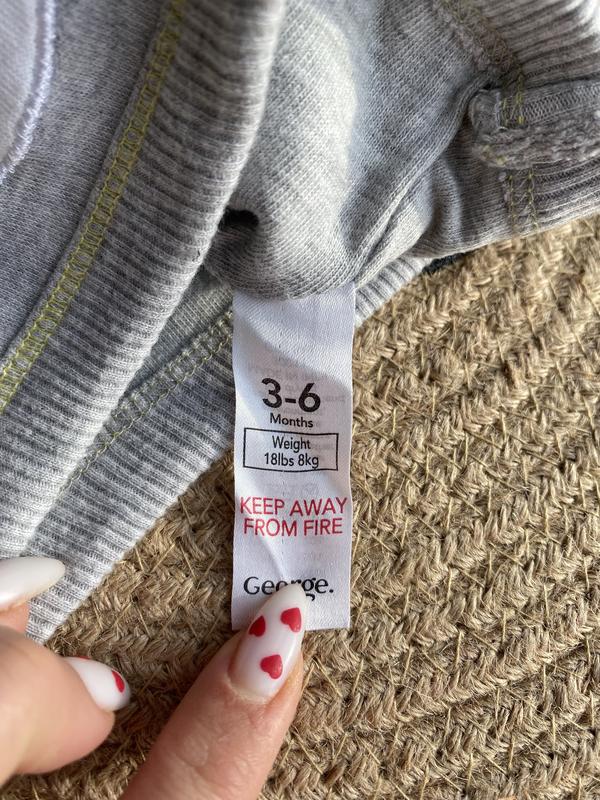 3-6
Months
Weight
18lbs 8kg
KEEP AWAY
FROM FIRE
George.